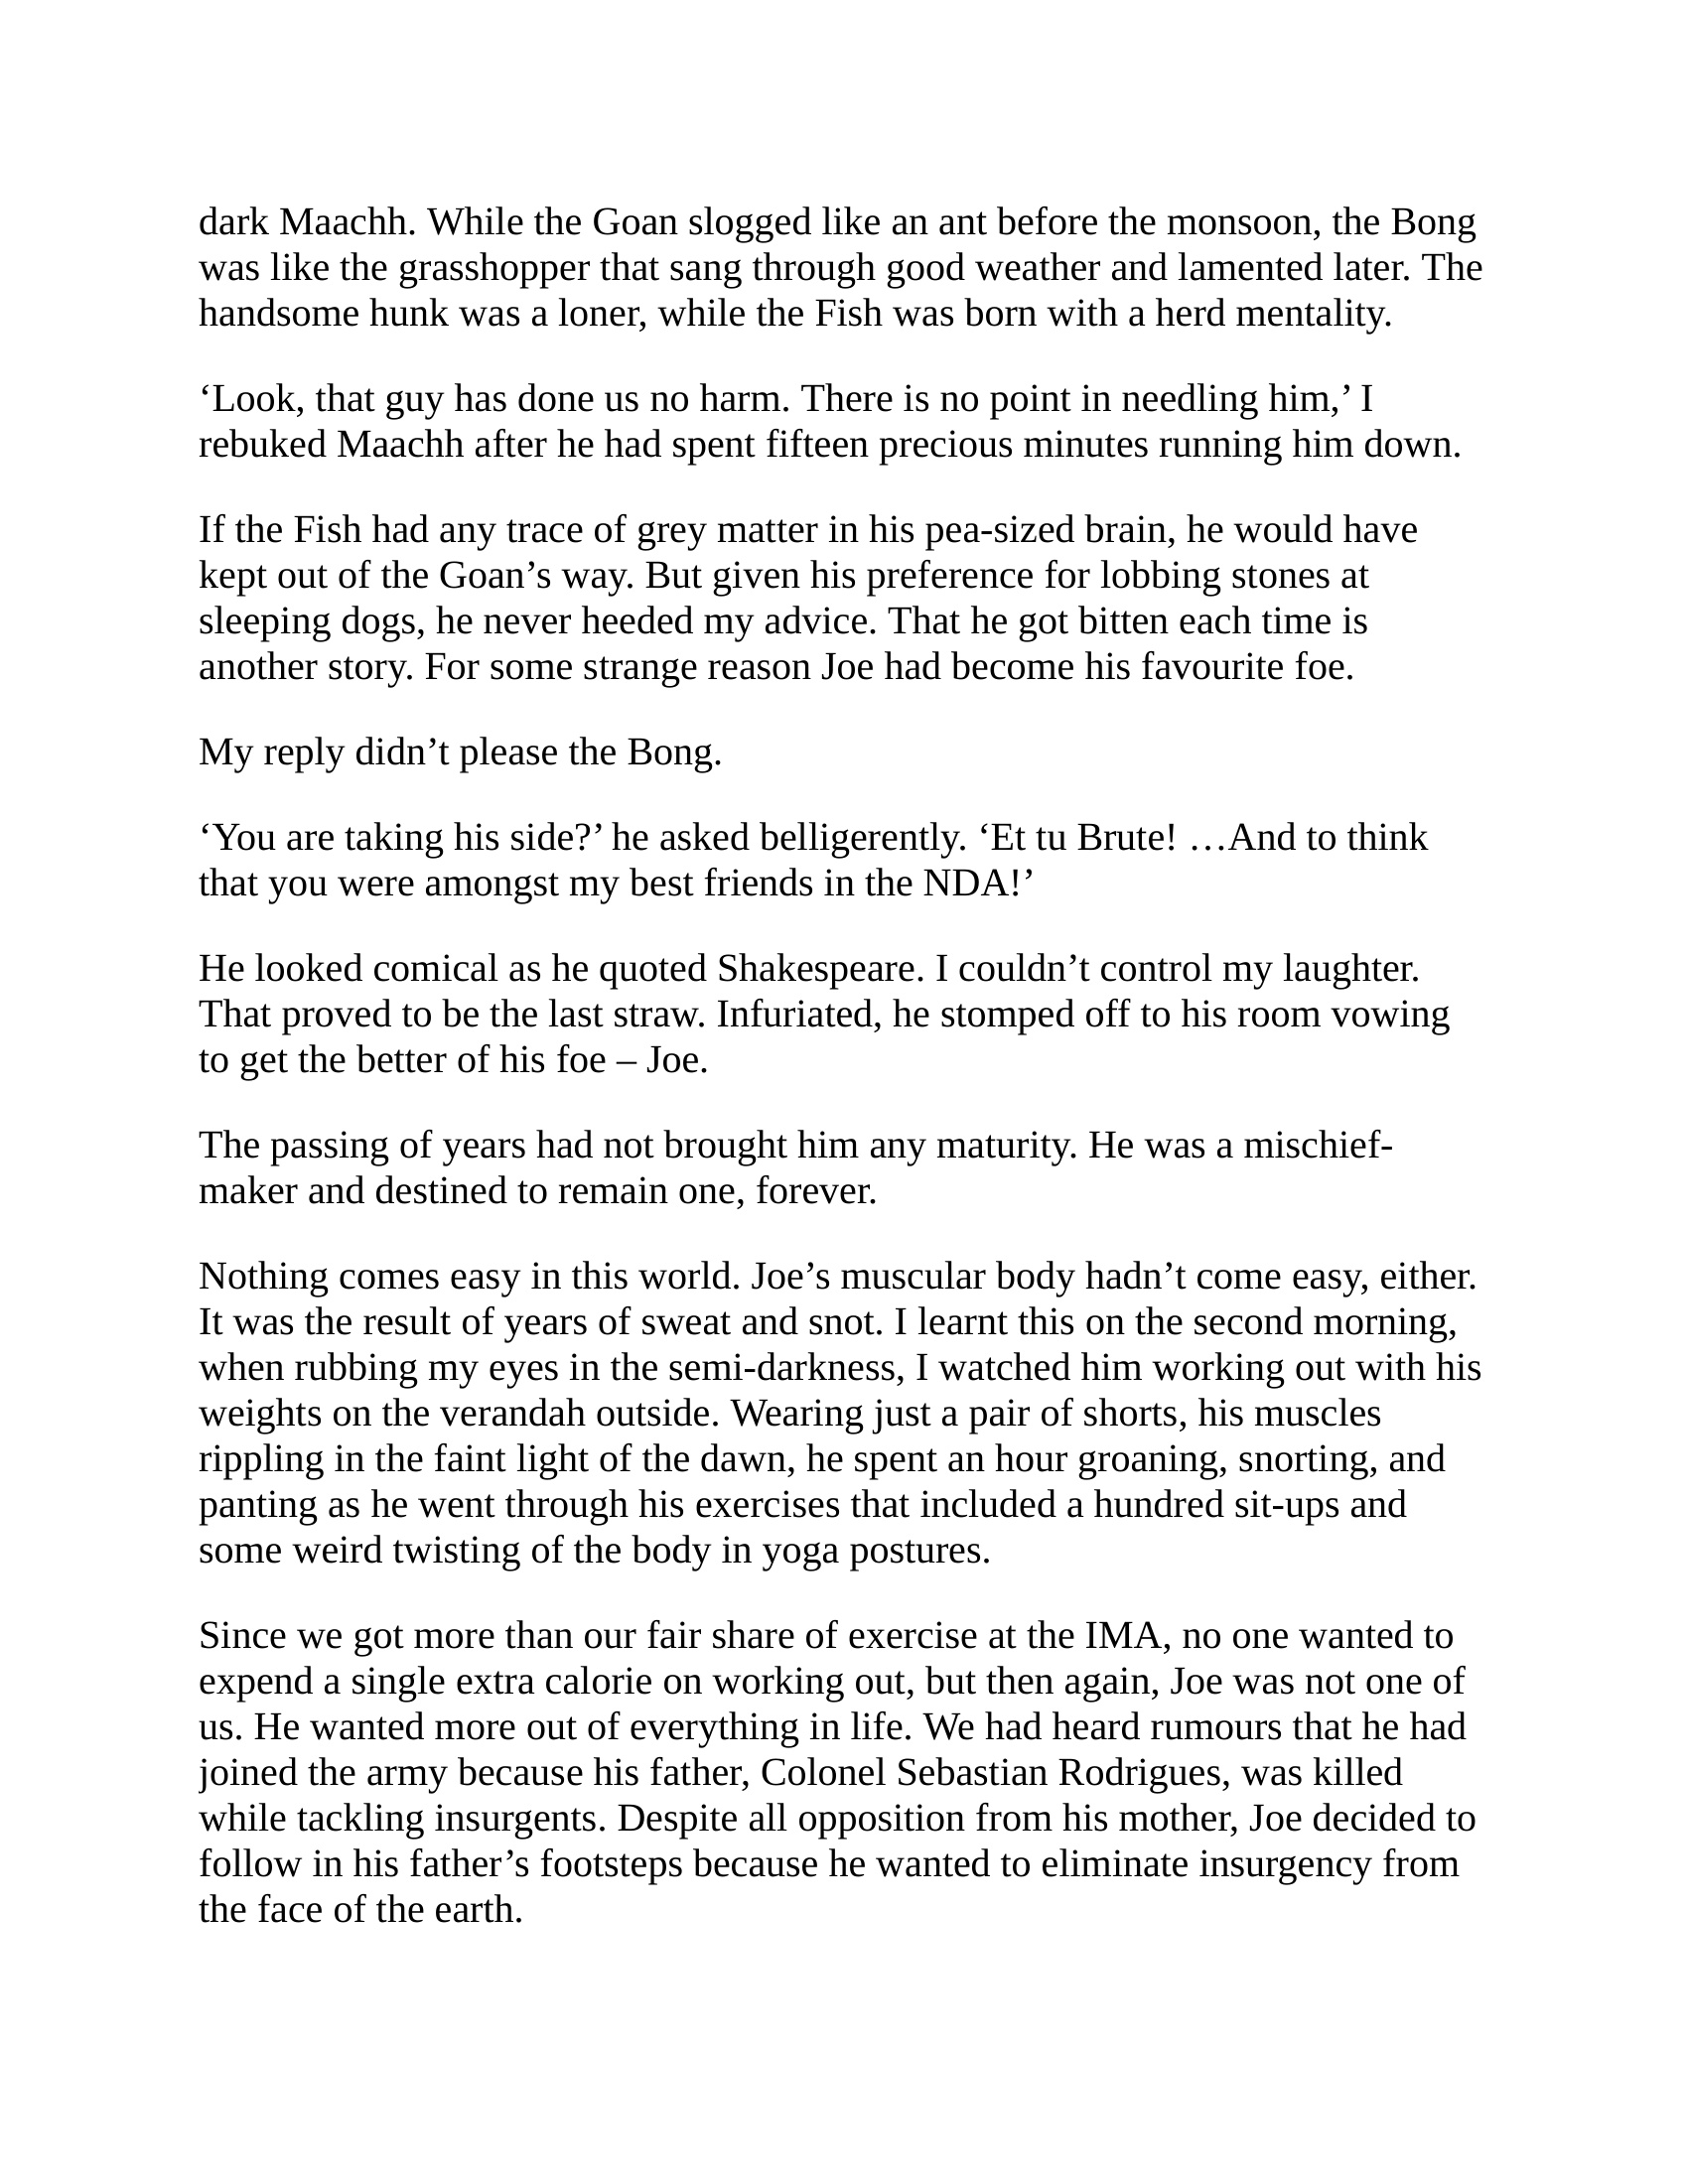 dark Maachh. While the Goan slogged like an ant before the monsoon, the Bong
was like the grasshopper that sang through good weather and lamented later. The
handsome hunk was a loner, while the Fish was born with a herd mentality.
‘Look, that guy has done us no harm. There is no point in needling him,’ I
rebuked Maachh after he had spent fifteen precious minutes running him down.
If the Fish had any trace of grey matter in his pea-sized brain, he would have
kept out of the Goan’s way. But given his preference for lobbing stones at
sleeping dogs, he never heeded my advice. That he got bitten each time is
another story. For some strange reason Joe had become his favourite foe.
My reply didn’t please the Bong.
‘You are taking his side?’ he asked belligerently. ‘Et tu Brute! …And to think
that you were amongst my best friends in the NDA!’
He looked comical as he quoted Shakespeare. I couldn’t control my laughter.
That proved to be the last straw. Infuriated, he stomped off to his room vowing
to get the better of his foe – Joe.
The passing of years had not brought him any maturity. He was a mischief-
maker and destined to remain one, forever.
Nothing comes easy in this world. Joe’s muscular body hadn’t come easy, either.
It was the result of years of sweat and snot. I learnt this on the second morning,
when rubbing my eyes in the semi-darkness, I watched him working out with his
weights on the verandah outside. Wearing just a pair of shorts, his muscles
rippling in the faint light of the dawn, he spent an hour groaning, snorting, and
panting as he went through his exercises that included a hundred sit-ups and
some weird twisting of the body in yoga postures.
Since we got more than our fair share of exercise at the IMA, no one wanted to
expend a single extra calorie on working out, but then again, Joe was not one of
us. He wanted more out of everything in life. We had heard rumours that he had
joined the army because his father, Colonel Sebastian Rodrigues, was killed
while tackling insurgents. Despite all opposition from his mother, Joe decided to
follow in his father’s footsteps because he wanted to eliminate insurgency from
the face of the earth.